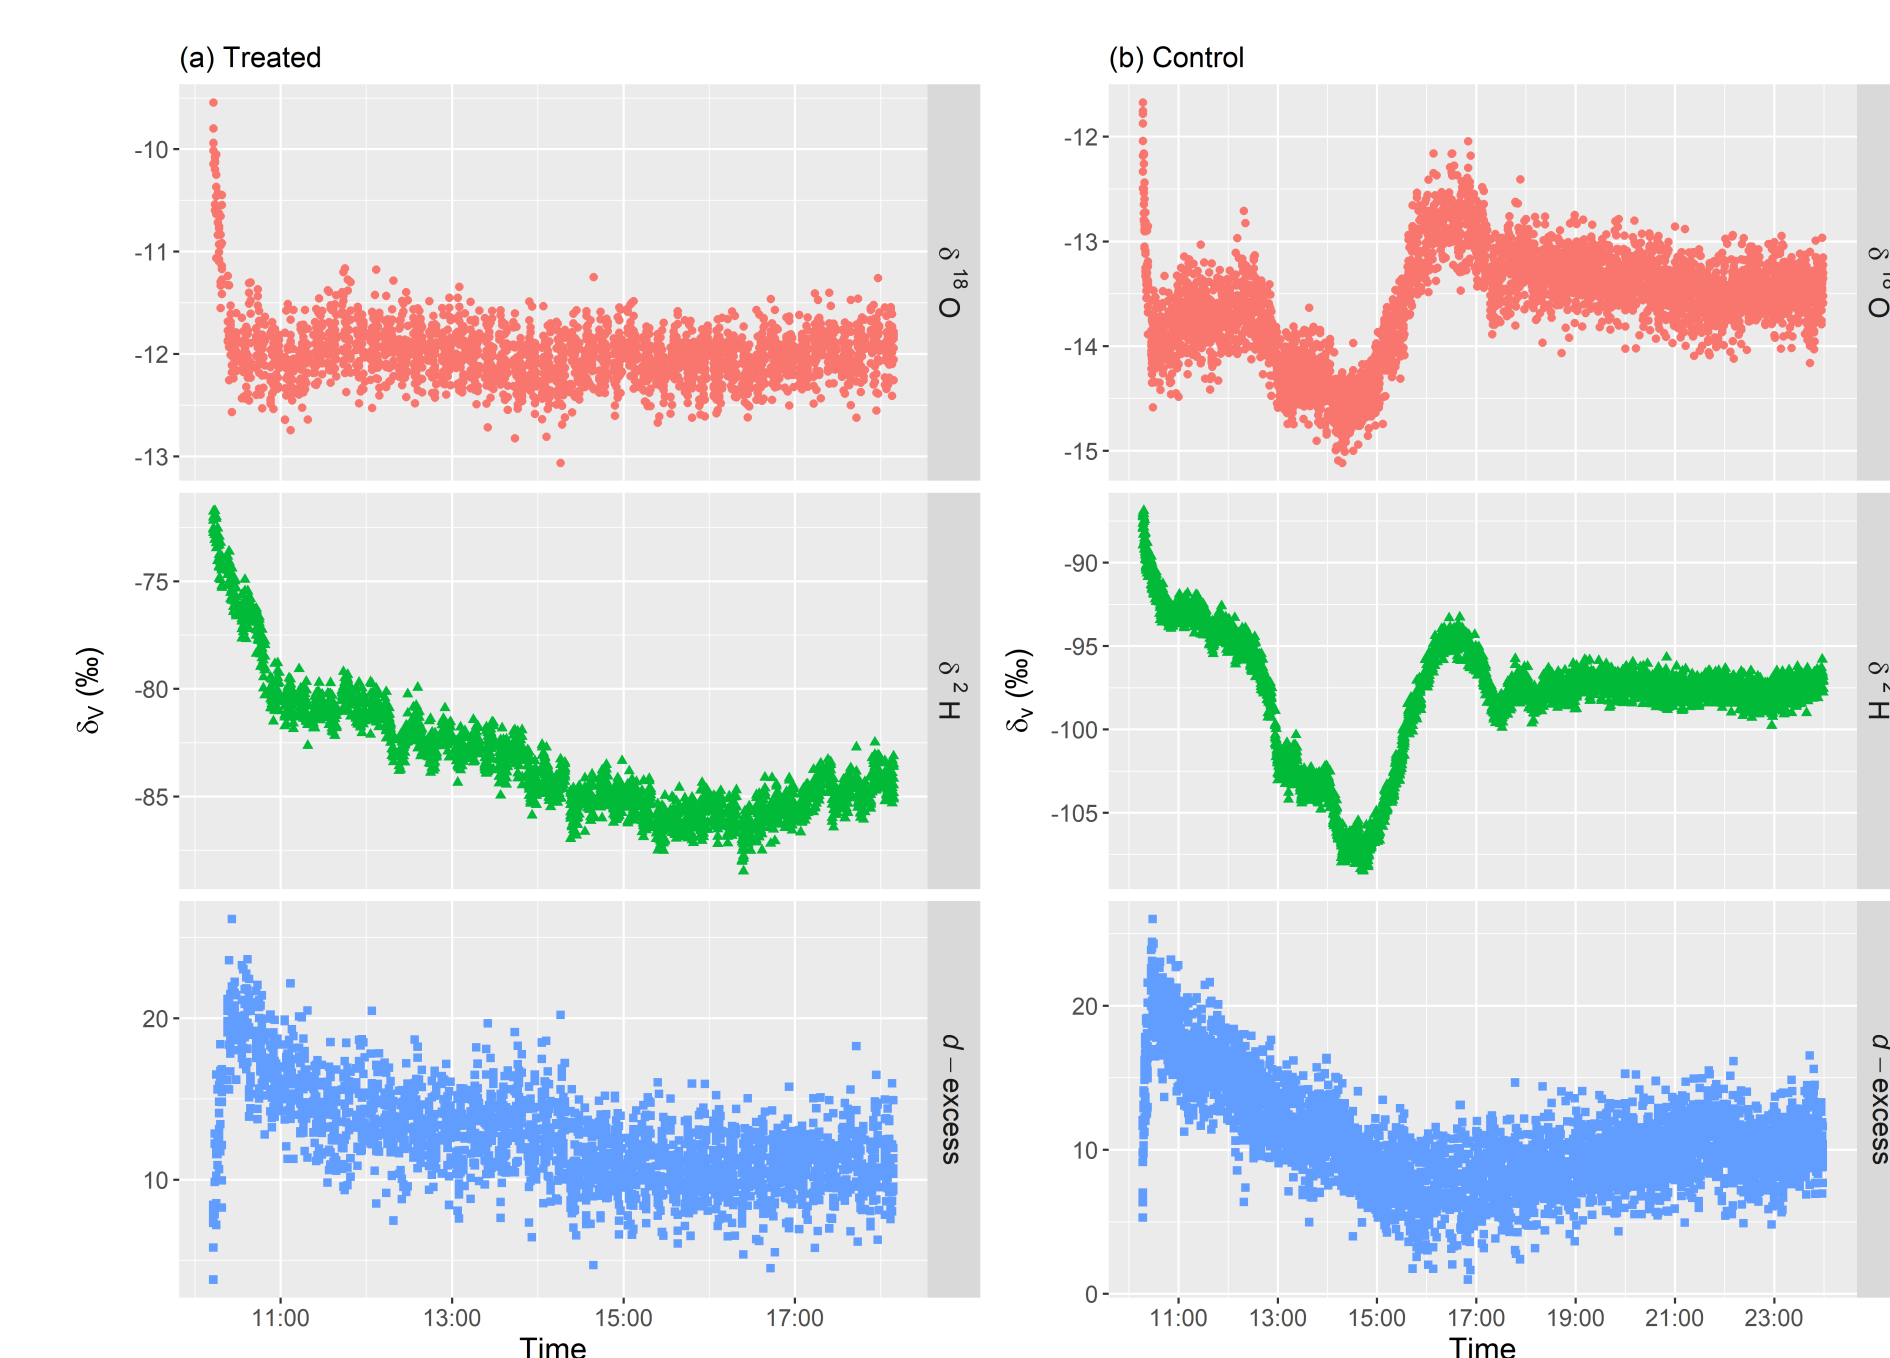 (a) Treated
(b) Control
-10
-11
-12
-13
δ 18 O
-12
-13
-14
-15
δ 18 O
δV (‰)
-75
-80
-85
δ 2 H
δV (‰)
-90
-95
-100
-105
δ 2 H
20
10
d – excess
20
10
0
d – excess
11:00 13:00 15:00 17:00
11:00 13:00 15:00 17:00 19:00 21:00 23:00
Time
Time